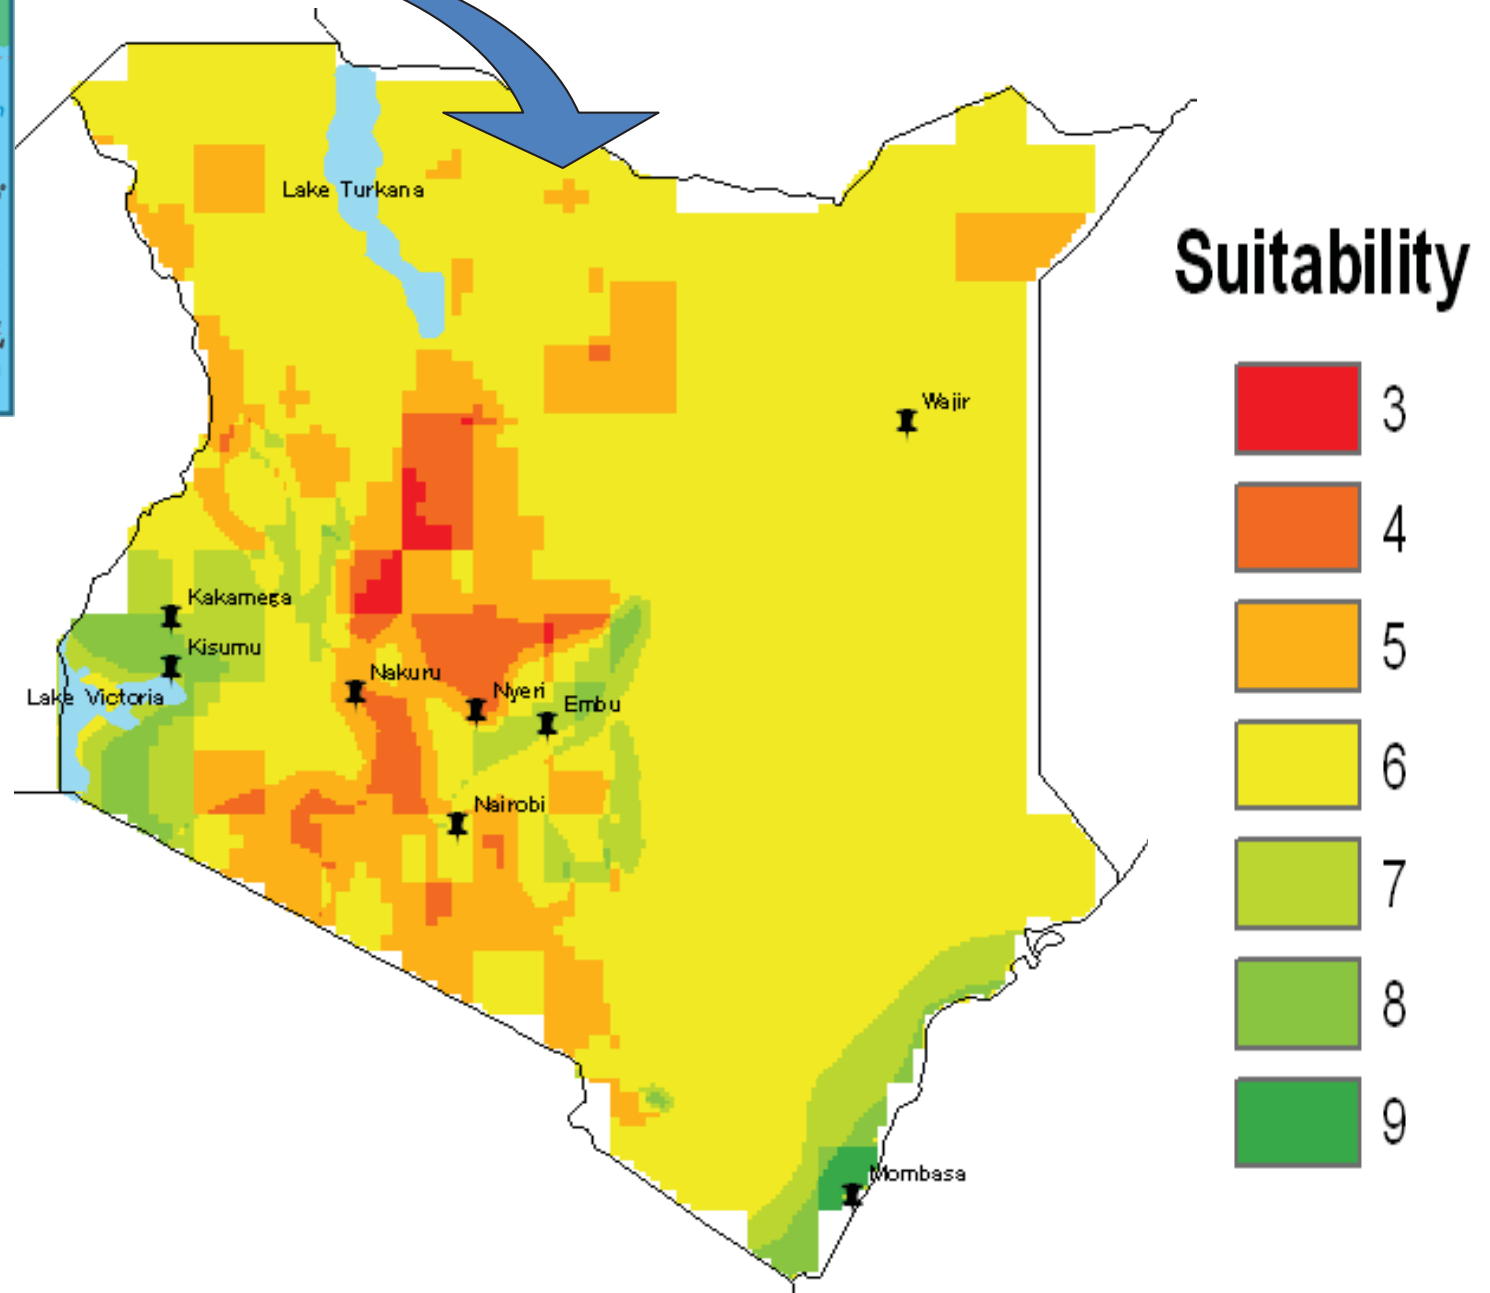 Lake Turkana
Suitability
3
Wajir
4
Kakamega
5
Kisumu
Nakuru
Lake Victoria
Nyeri
Embu
6
Nairobi
7
8
9
Mombasa